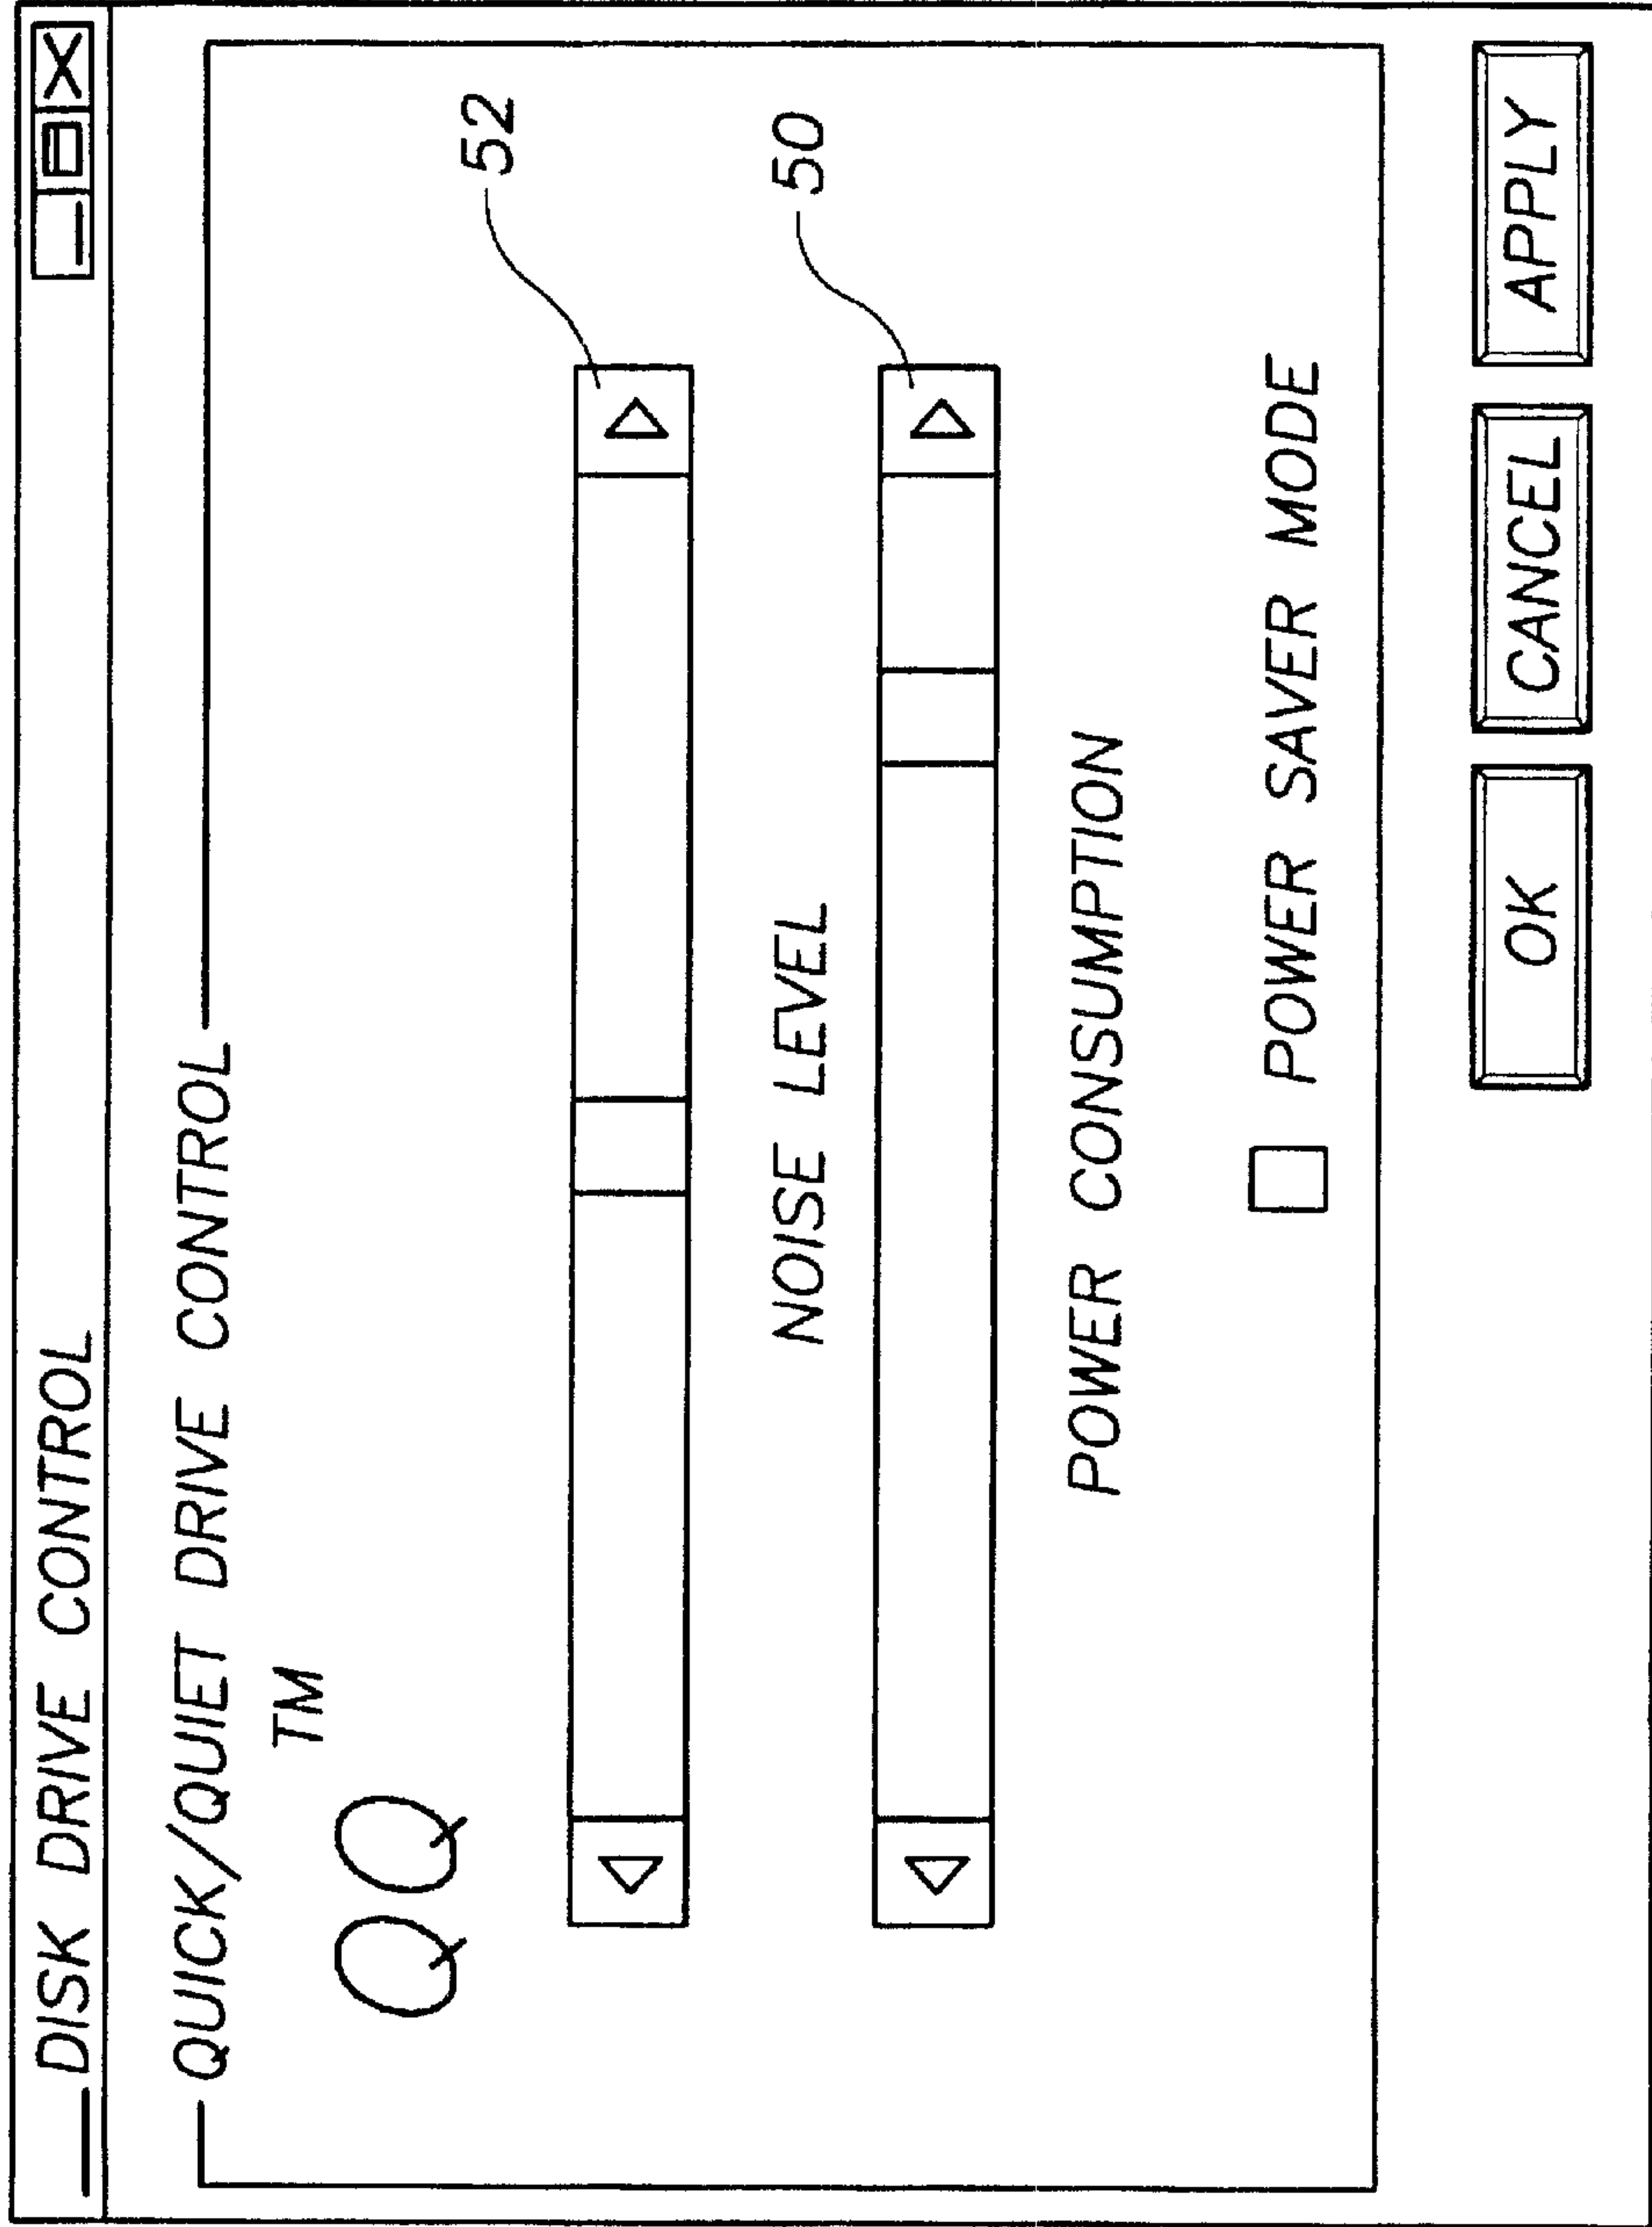 DISK DRIVE CONTROL
QUICK/QUIET DRIVE CONTROL
QQ TM
52
NOISE LEVEL
50
POWER CONSUMPTION
POWER SAVER MODE
OK CANCEL APPLY